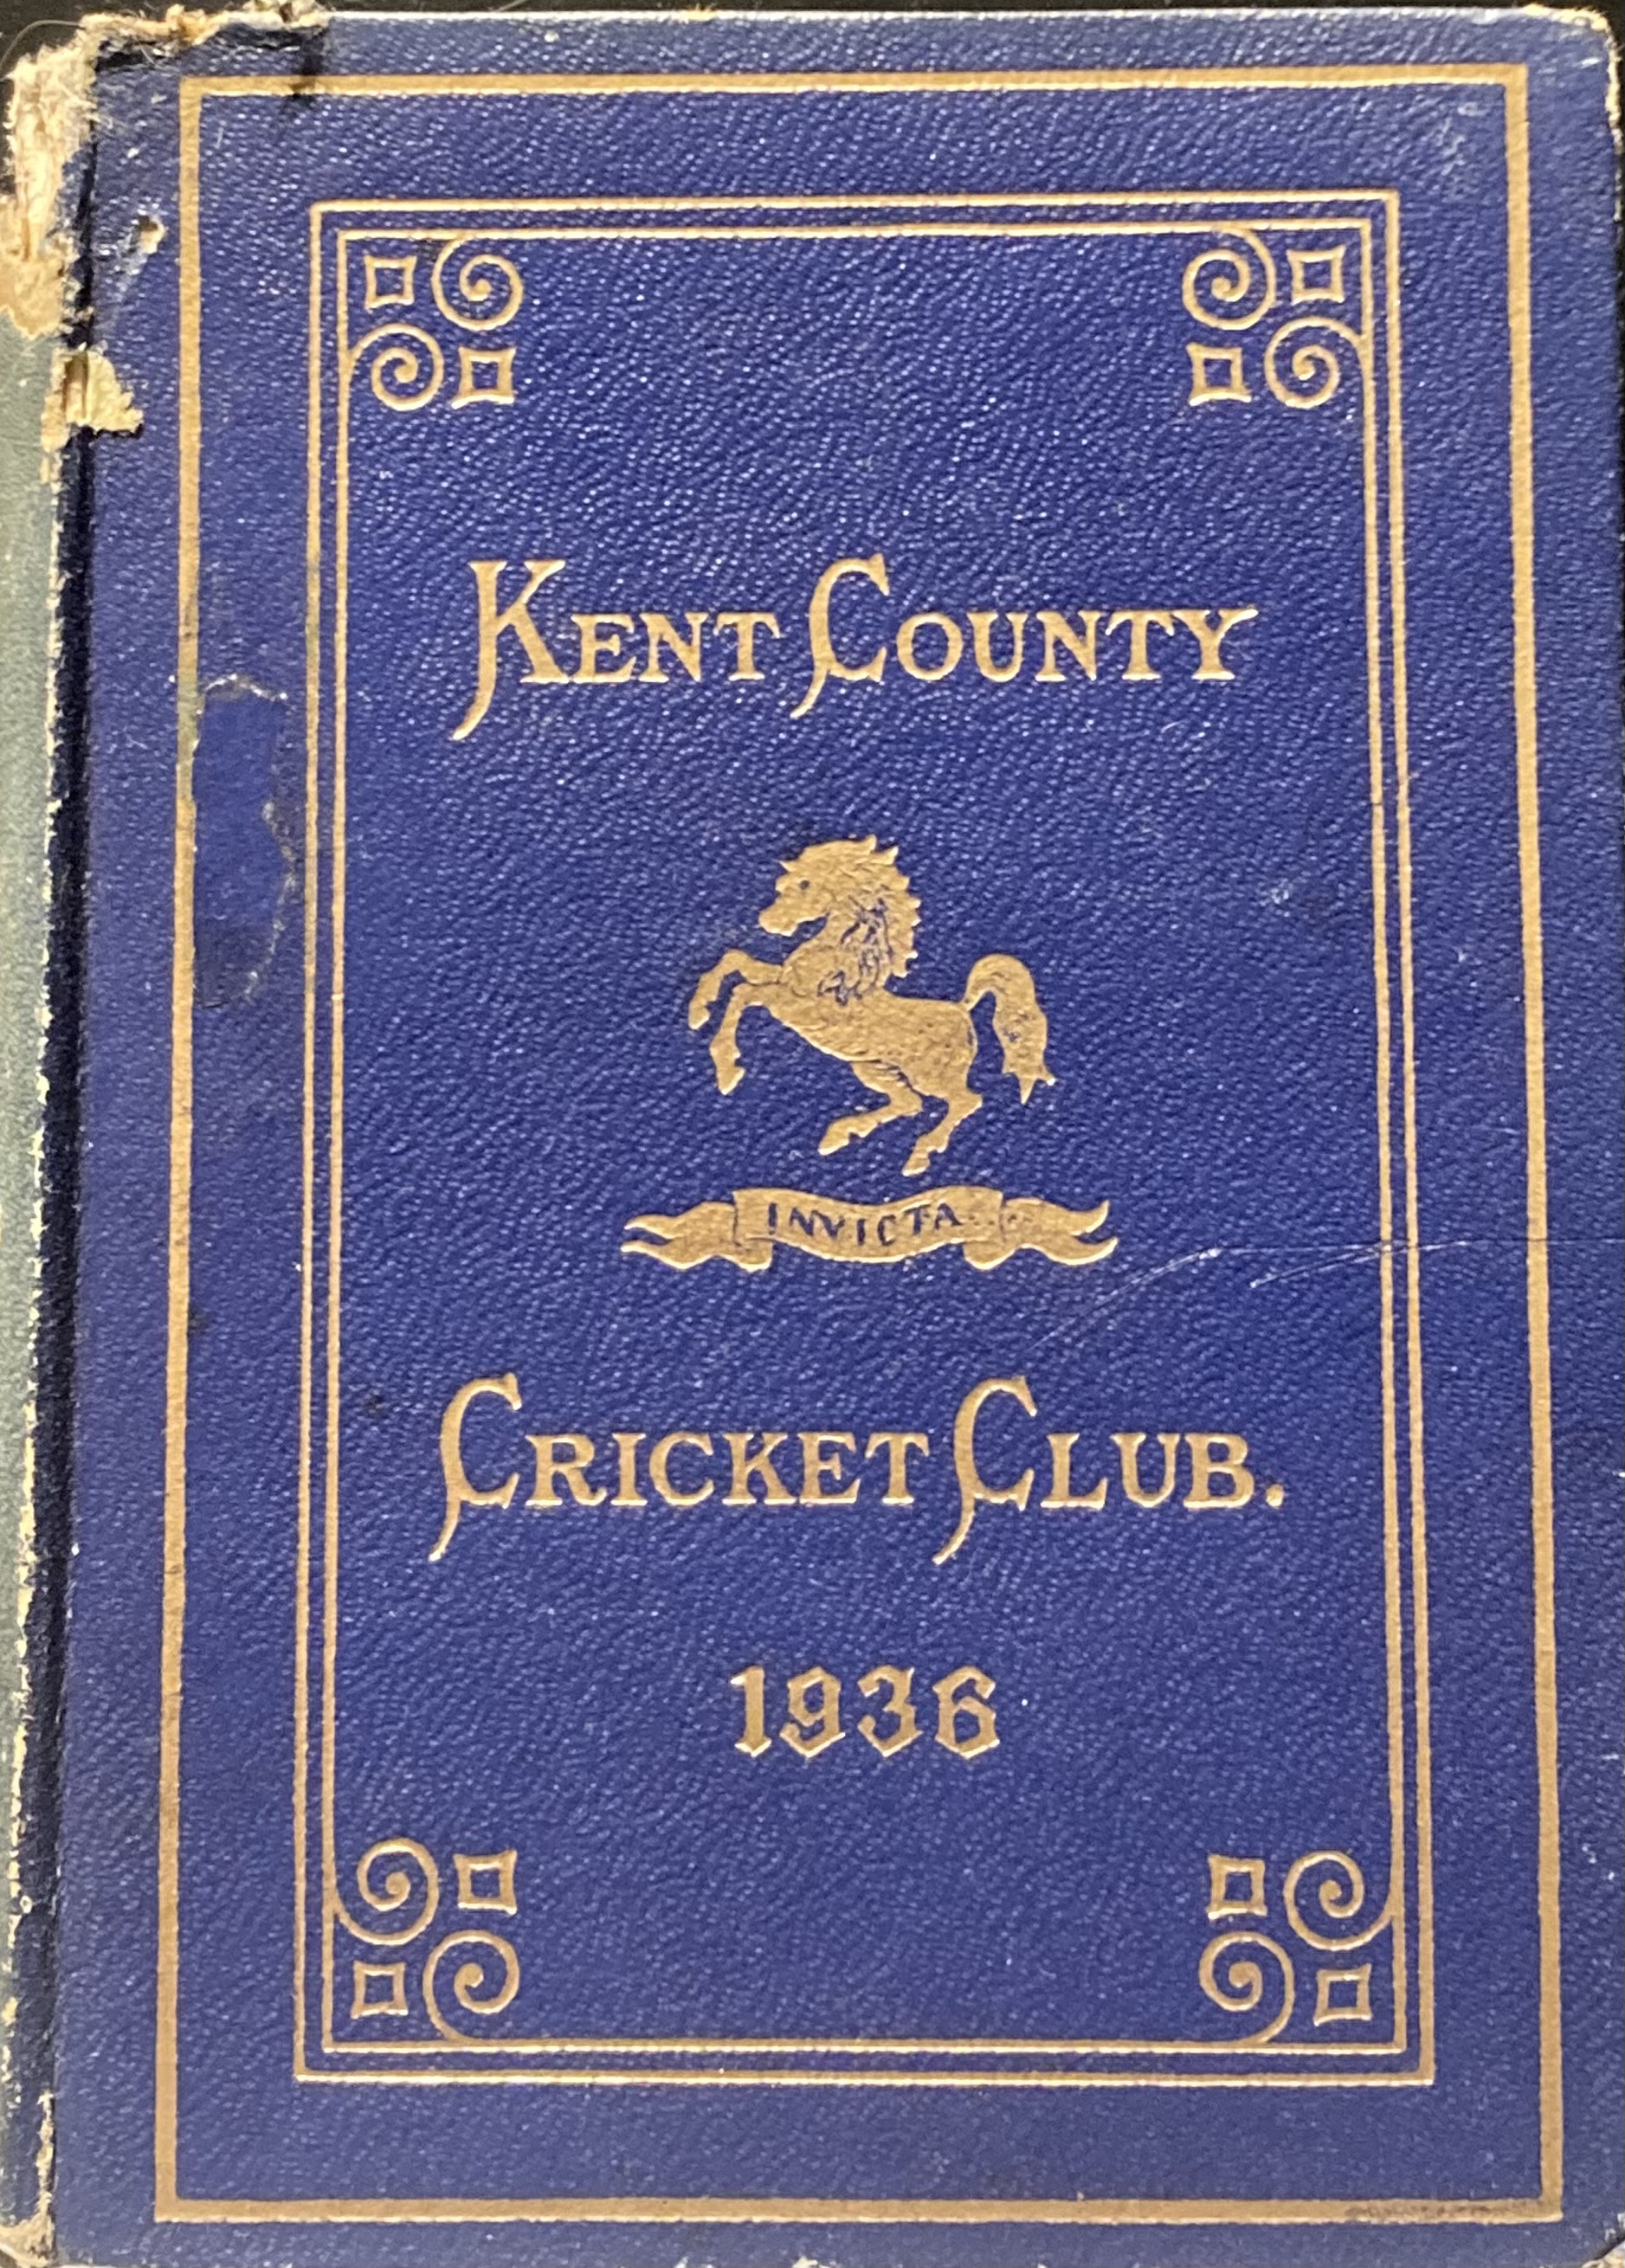 Kent County
INVICTA
Cricket Club.
1936